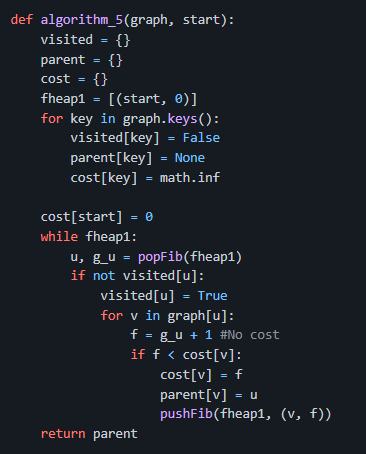 def algorithm_5(graph, start):
    visited = {}
    parent = {}
    cost = {}
    fheap1 = [(start, 0)]
    for key in graph.keys():
        visited[key] = False
        parent[key] = None
        cost[key] = math.inf

    cost[start] = 0
    while fheap1:
        u, g_u = popFib(fheap1)
        if not visited[u]:
            visited[u] = True
            for v in graph[u]:
                f = g_u + 1 #No cost
                if f < cost[v]:
                    cost[v] = f
                    parent[v] = u
                    pushFib(fheap1, (v, f))
    return parent